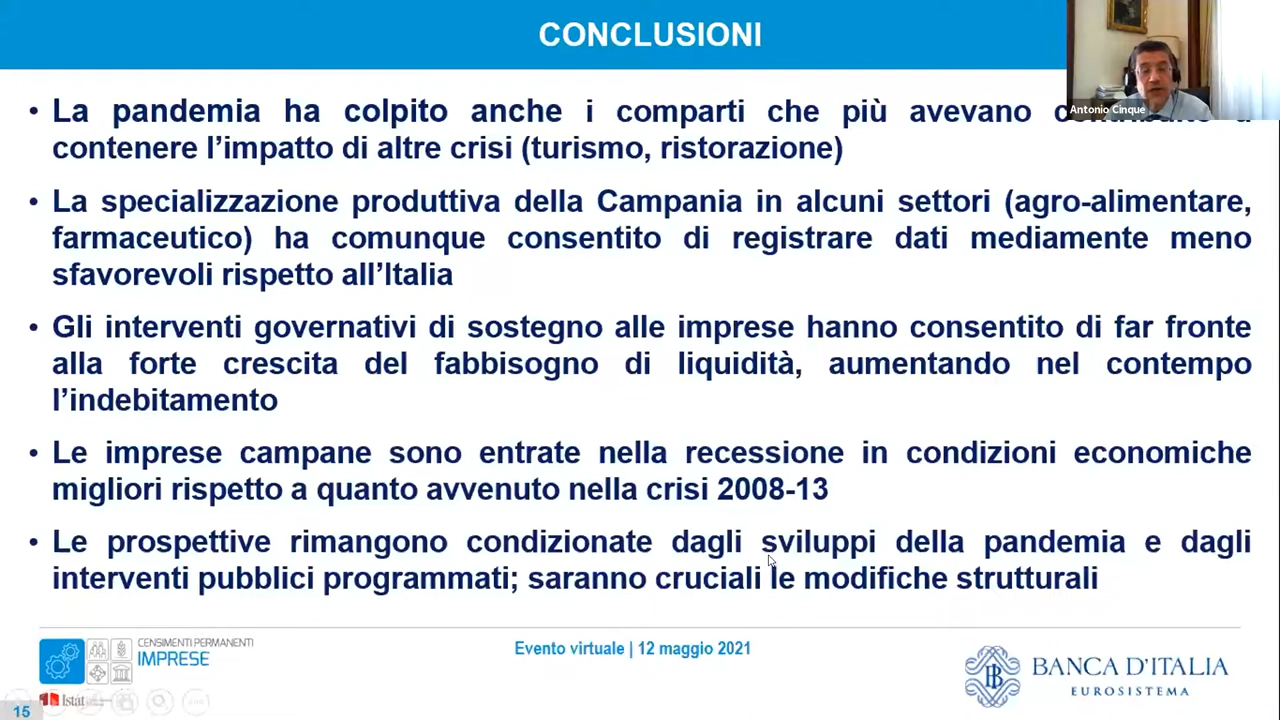 CONCLUSIONI
Antonio Cinque
• La pandemia ha colpito anche i comparti che più avevano
contenere l’impatto di altre crisi (turismo, ristorazione)
• La specializzazione produttiva della Campania in alcuni settori (agro-alimentare,
farmaceutico) ha comunque consentito di registrare dati mediamente meno
sfavorevoli rispetto all’Italia
• Gli interventi governativi di sostegno alle imprese hanno consentito di far fronte
alla forte crescita del fabbisogno di liquidità, aumentando nel contempo
l’indebitamento
• Le imprese campane sono entrate nella recessione in condizioni economiche
migliori rispetto a quanto avvenuto nella crisi 2008-13
• Le prospettive rimangono condizionate dagli sviluppi della pandemia e dagli
interventi pubblici programmati; saranno cruciali le modifiche strutturali
CENSIMENTI PERMANENTI
IMPRESE
Evento virtuale | 12 maggio 2021
BANCA D'ITALIA
EUROSISTEMA
Istat
15